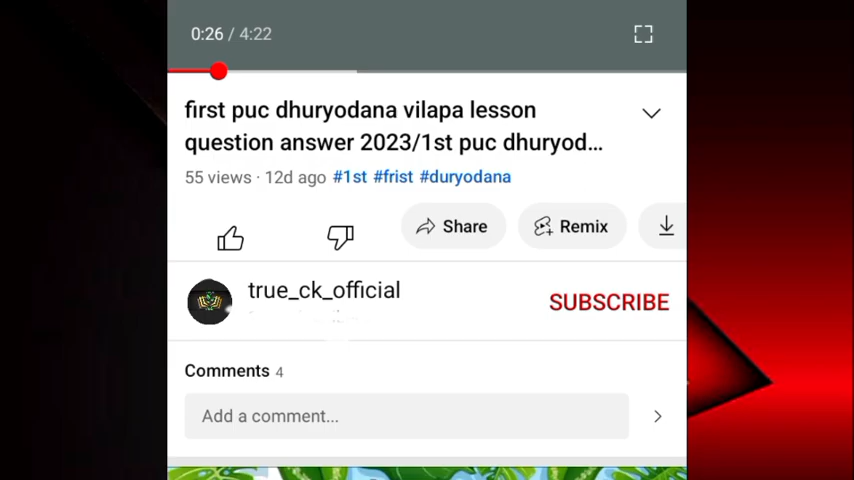 0:26 / 4:22
first puc dhuryodana vilapa lesson
question answer 2023/1st puc dhuryod...
55 views · 12d ago #1st #frist #duryodana
Share
Remix
true_ck_official
SUBSCRIBE
Comments 4
Add a comment...